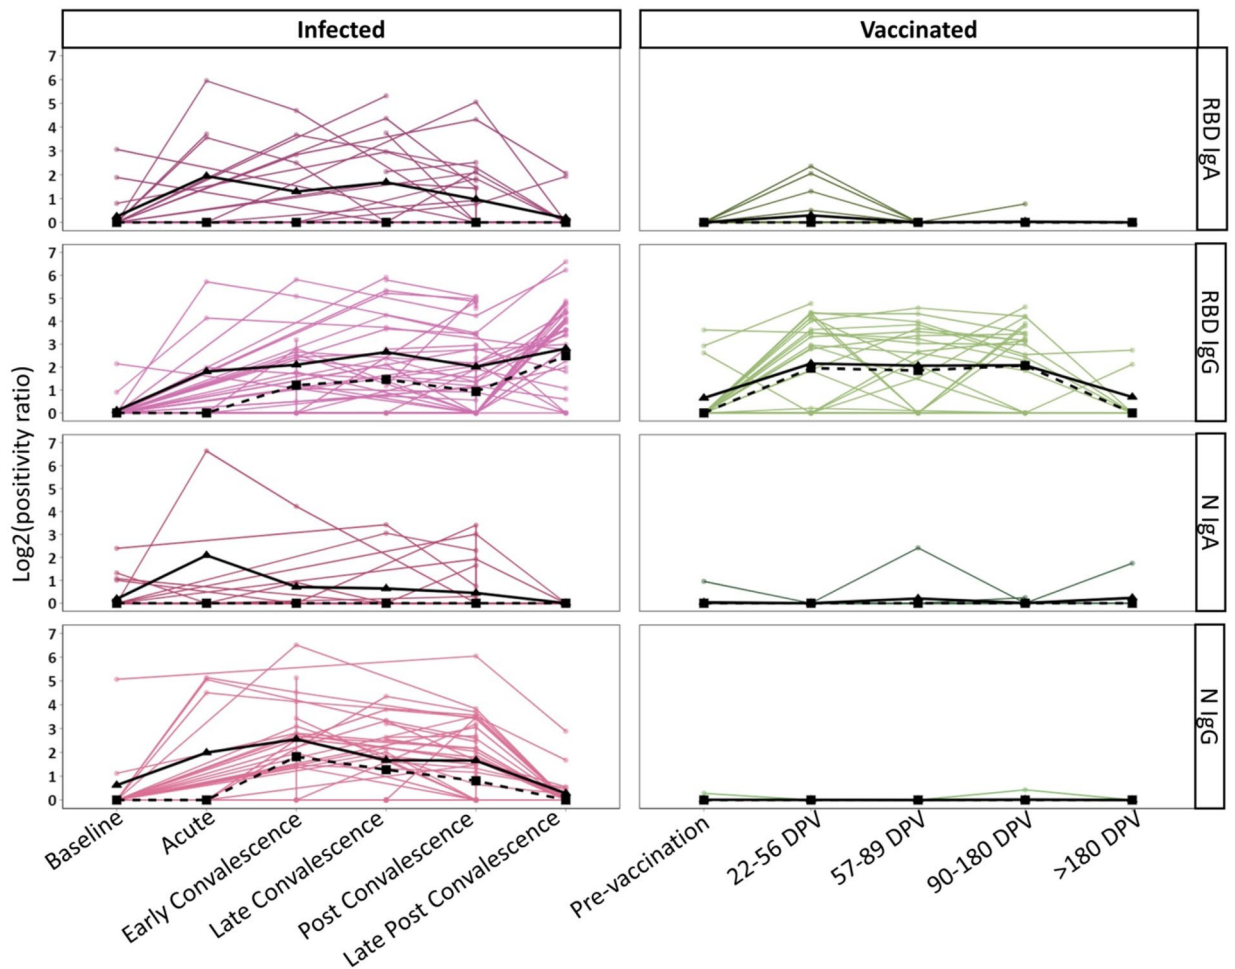 Infected
Vaccinated
7
6
5
4
3
2
1
0
RBD IgA
7
6
5
4
3
2
1
0
RBD IgG
Log2(positivity ratio)
7
6
5
4
3
2
1
0
N IgA
7
6
5
4
3
2
1
0
N IgG
Baseline
Acute
Early Convalescence
Late Convalescence
Post Convalescence
Late Post Convalescence
Pre-vaccination
22-56 DPV
57-89 DPV
90-180 DPV
>180 DPV